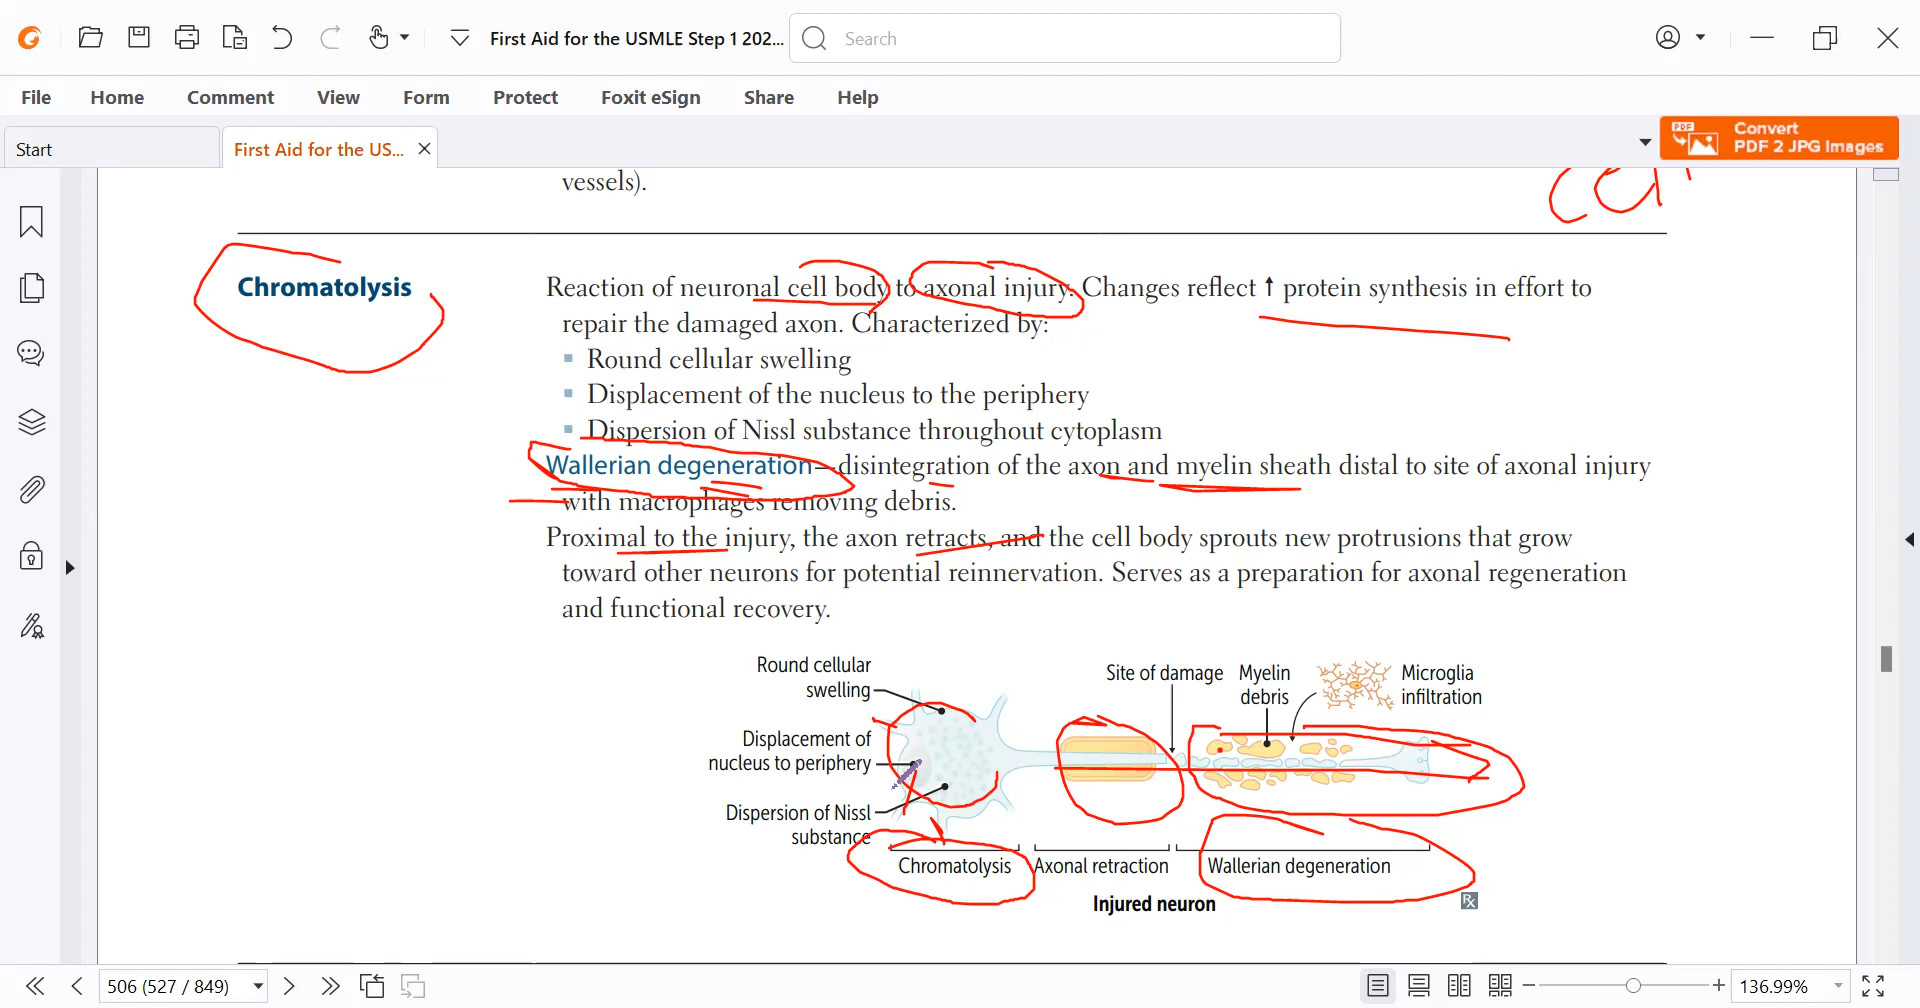 First Aid for the USMLE Step 1 202...
Search
File Home Comment View Form Protect Foxit eSign Share Help
Start
First Aid for the US...
PDF
Convert
PDF 2 JPG Images
vessels).
Chromatolysis
Reaction of neuronal cell body to axonal injury. Changes reflect ↑ protein synthesis in effort to
repair the damaged axon. Characterized by:
▪ Round cellular swelling
▪ Displacement of the nucleus to the periphery
▪ Dispersion of Nissl substance throughout cytoplasm
Wallerian degeneration—disintegration of the axon and myelin sheath distal to site of axonal injury
with macrophages removing debris.
Proximal to the injury, the axon retracts, and the cell body sprouts new protrusions that grow
toward other neurons for potential reinnervation. Serves as a preparation for axonal regeneration
and functional recovery.
Round cellular
swelling
Displacement of
nucleus to periphery
Dispersion of Nissl
substance
Site of damage
Myelin
debris
Microglia
infiltration
Chromatolysis
Axonal retraction
Wallerian degeneration
Injured neuron
Rx
506 (527 / 849)
136.99%